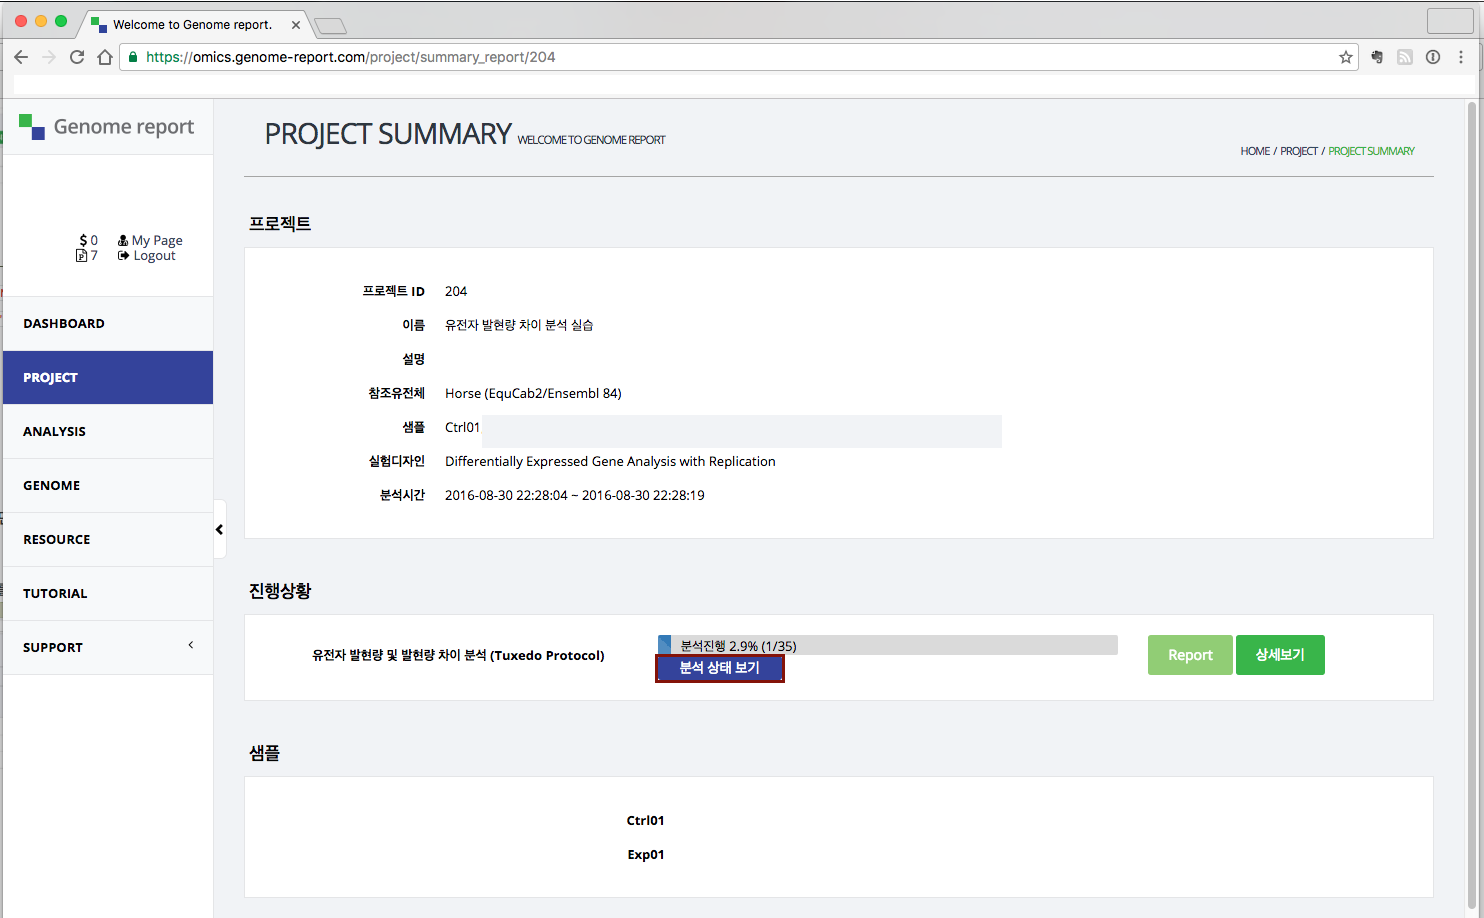 Welcome to Genome report.
https://omics.genome-report.com/project/summary_report/204
Genome report
$ 0
My Page
7
Logout
DASHBOARD
PROJECT
ANALYSIS
GENOME
RESOURCE
TUTORIAL
SUPPORT
PROJECT SUMMARY WELCOME TO GENOME REPORT
HOME / PROJECT / PROJECT SUMMARY
프로젝트
프로젝트 ID 204
이름 유전자 발현량 차이 분석 실습
설명
참조유전체 Horse (EquCab2/Ensembl 84)
샘플 Ctrl01
실험디자인 Differentially Expressed Gene Analysis with Replication
분석시간 2016-08-30 22:28:04 ~ 2016-08-30 22:28:19
진행상황
유전자 발현량 및 발현량 차이 분석 (Tuxedo Protocol)
분석진행 2.9% (1/35)
분석 상태 보기
Report
상세보기
샘플
Ctrl01
Exp01